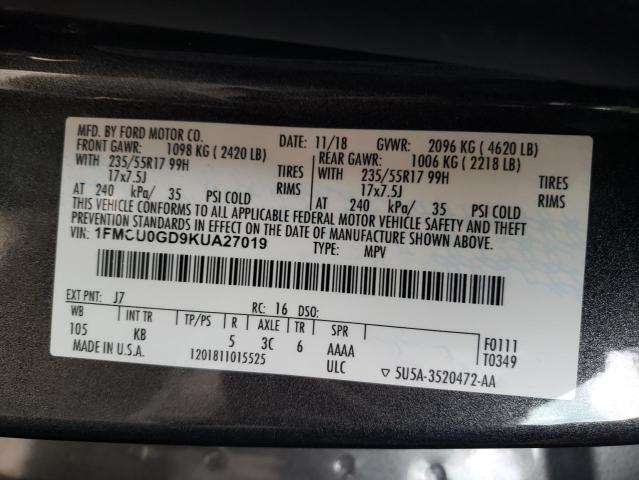 MFD. BY FORD MOTOR CO. DATE: 11/18 GVWR: 2096 KG ( 4620 LB)
FRONT GAWR: 1098 KG ( 2420 LB) REAR GAWR: 1006 KG ( 2218 LB)
WITH 235/55R17 99H TIRES WITH 235/55R17 99H TIRES
17x7.5J RIMS 17x7.5J RIMS
AT 240 kPa/ 35 PSI COLD AT 240 kPa/ 35 PSI COLD
THIS VEHICLE CONFORMS TO ALL APPLICABLE FEDERAL MOTOR VEHICLE SAFETY AND THEFT
PREVENTION STANDARDS IN EFFECT ON THE DATE OF MANUFACTURE SHOWN ABOVE.
VIN: 1FMCU0GD9KUA27019 TYPE: MPV
EXT PNT: J7 RC: 16 DSO:
WB INT TR TP/PS R AXLE TR SPR F0111
105 KB 5 3C 6 AAAA T0349
MADE IN U.S.A. 1201811015525 ULC ▽ 5U5A-3520472-AA